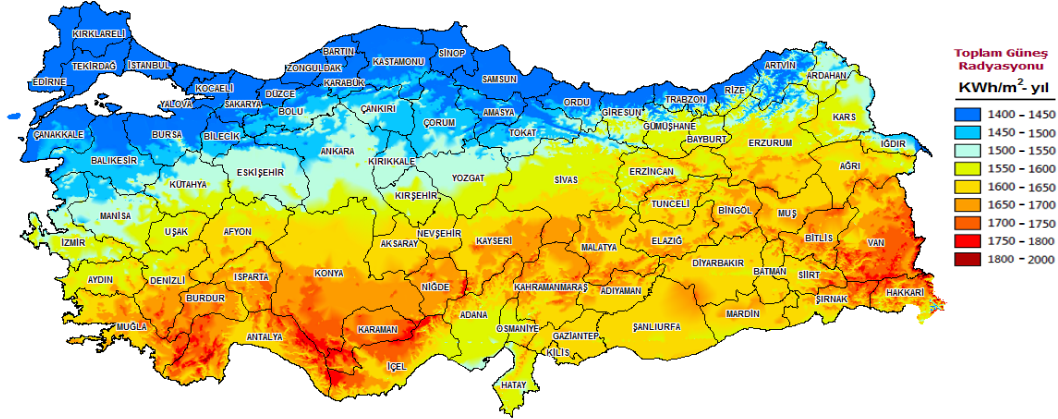 KIRKLARELİ
TEKİRDAĞ
İSTANBUL
EDİRNE
KOCAELİ
YALOVA
SAKARYA
DÜZCE
ZONGULDAK
BARTIN
KARABÜK
KASTAMONU
SİNOP
SAMSUN
BOLU
ÇANKIRI
ÇORUM
AMASYA
ORDU
TOKAT
GİRESUN
TRABZON
RİZE
ARTVİN
ARDAHAN
KARS
GÜMÜŞHANE
BAYBURT
ERZURUM
IĞDIR
AĞRI
ÇANAKKALE
BURSA
BİLECİK
BALIKESİR
ESKİŞEHİR
ANKARA
KIRIKKALE
KÜTAHYA
YOZGAT
KIRŞEHİR
SİVAS
ERZİNCAN
TUNCELİ
BİNGÖL
MUŞ
MANİSA
İZMİR
UŞAK
AFYON
AKSARAY
NEVŞEHİR
KAYSERİ
MALATYA
ELAZIĞ
BİTLİS
VAN
DİYARBAKIR
BATMAN
SİİRT
ŞIRNAK
HAKKARİ
AYDIN
DENİZLİ
ISPARTA
BURDUR
KONYA
NİĞDE
KAHRAMANMARAŞ
ADIYAMAN
MARDİN
ŞANLIURFA
MUĞLA
ANTALYA
KARAMAN
İÇEL
ADANA
OSMANİYE
GAZİANTEP
KİLİS
HATAY
Toplam Güneş
Radyasyonu
KWh/m²- yıl
1400 - 1450
1450 - 1500
1500 - 1550
1550 - 1600
1600 - 1650
1650 - 1700
1700 - 1750
1750 - 1800
1800 - 2000